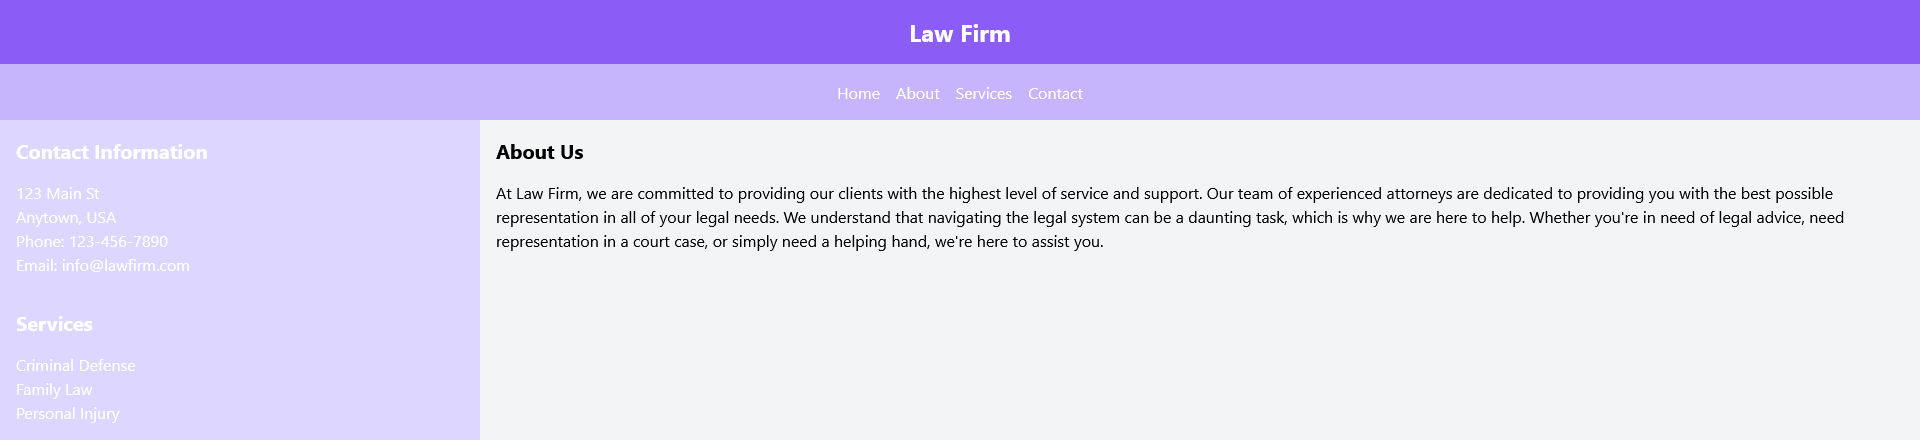 Law Firm
Home About Services Contact
Contact Information
123 Main St
Anytown, USA
Phone: 123-456-7890
Email: info@lawfirm.com
Services
Criminal Defense
Family Law
Personal Injury
About Us
At Law Firm, we are committed to providing our clients with the highest level of service and support. Our team of experienced attorneys are dedicated to providing you with the best possible
representation in all of your legal needs. We understand that navigating the legal system can be a daunting task, which is why we are here to help. Whether you're in need of legal advice, need
representation in a court case, or simply need a helping hand, we're here to assist you.